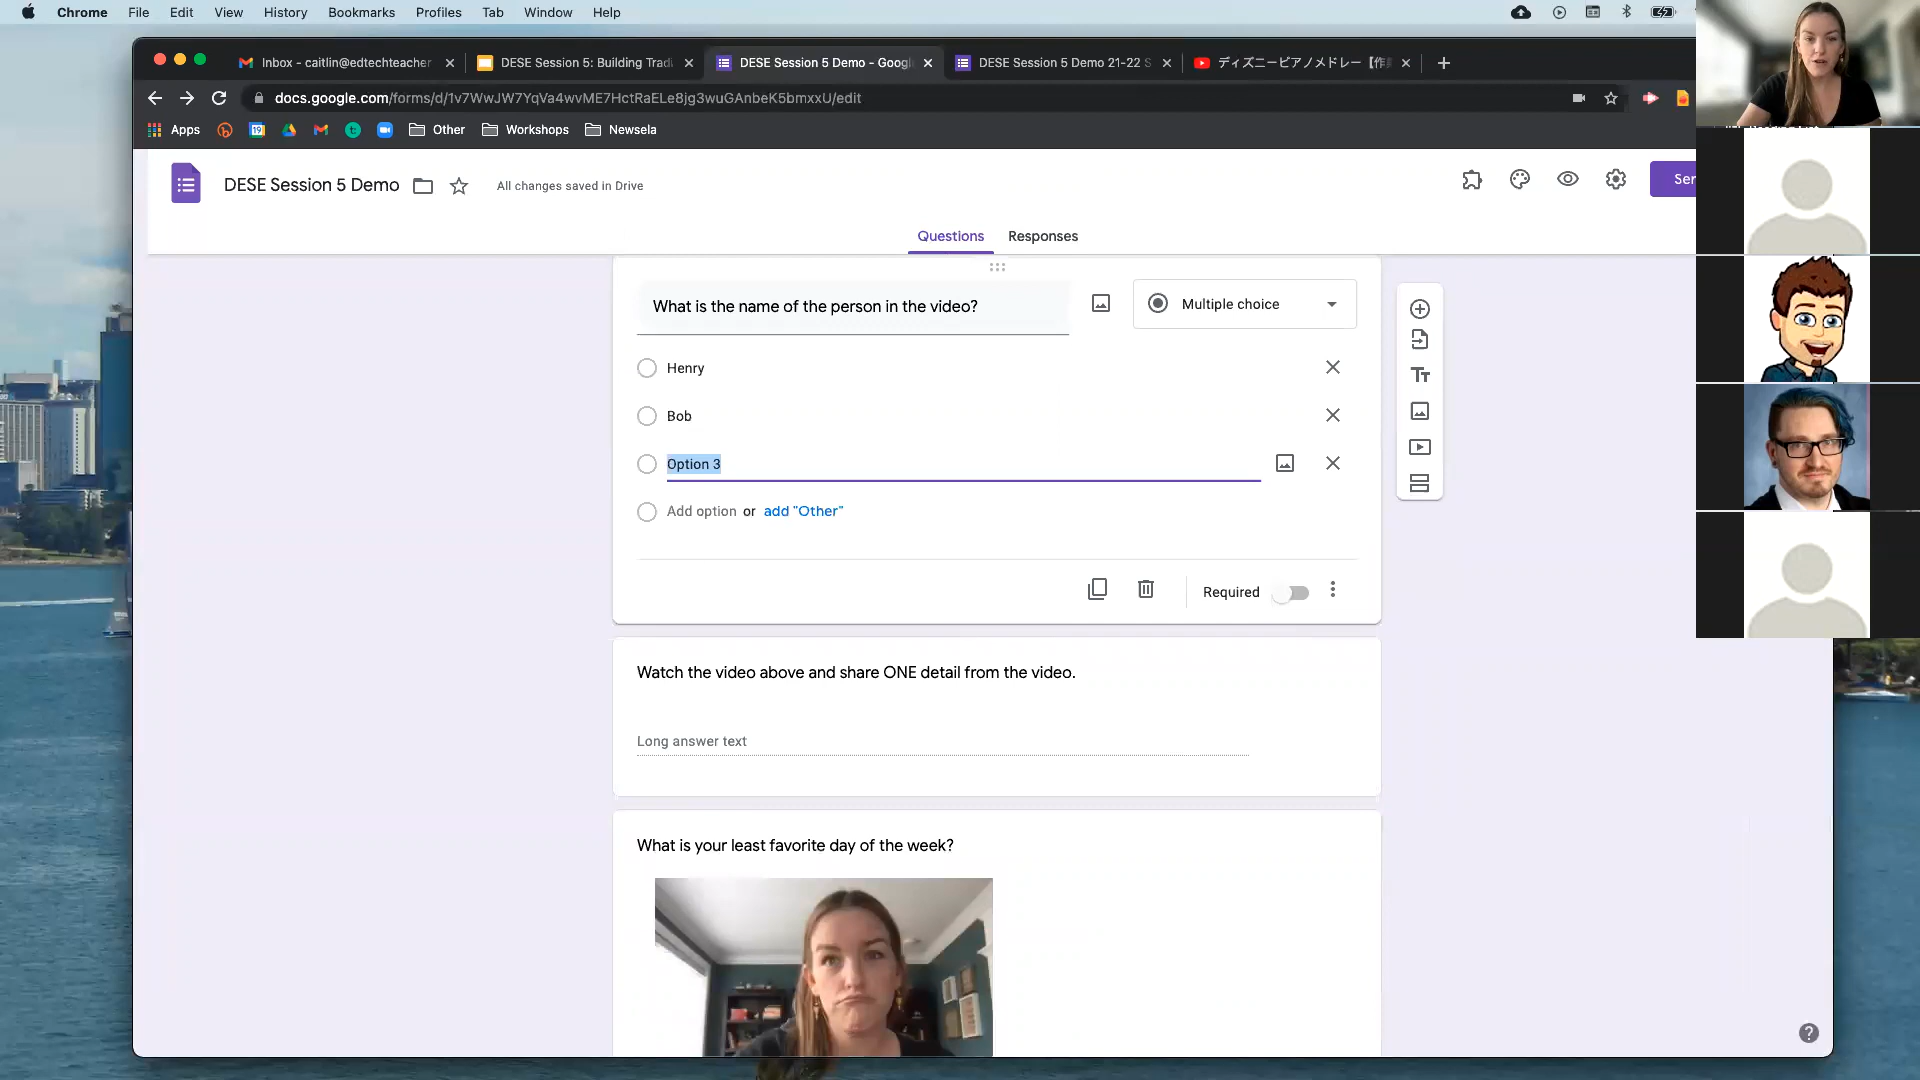 Chrome File Edit View History Bookmarks Profiles Tab Window Help
Inbox - caitlin@edtechteacher
DESE Session 5: Building Tradi
DESE Session 5 Demo - Googl
DESE Session 5 Demo 21-22 S
ディズニーピアノメドレー【作
docs.google.com/forms/d/1v7WwJW7YqVa4wvME7HctRaELe8jg3wuGAnbeK5bmxxU/edit
Apps 19 Other Workshops Newsela
DESE Session 5 Demo
All changes saved in Drive
Sen
Questions Responses
What is the name of the person in the video?
Multiple choice
Henry
Bob
Option 3
Add option or add "Other"
Required
Watch the video above and share ONE detail from the video.
Long answer text
What is your least favorite day of the week?